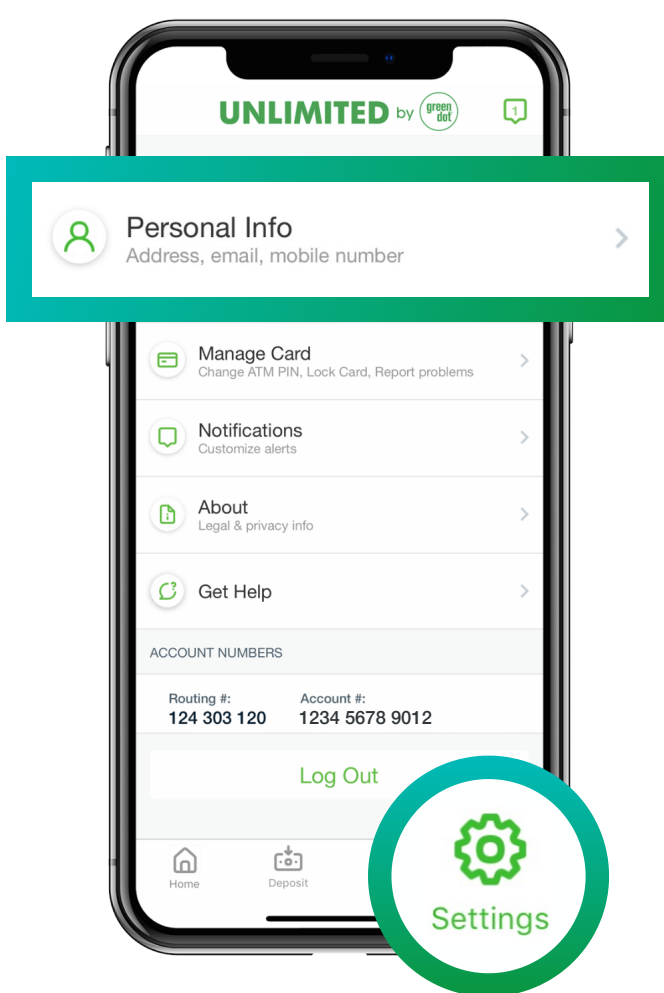 UNLIMITED by green dot
1
Personal Info
Address, email, mobile number
Manage Card
Change ATM PIN, Lock Card, Report problems
Notifications
Customize alerts
About
Legal & privacy info
Get Help
ACCOUNT NUMBERS
Routing #: Account #:
124 303 120 1234 5678 9012
Log Out
Home Deposit Settings